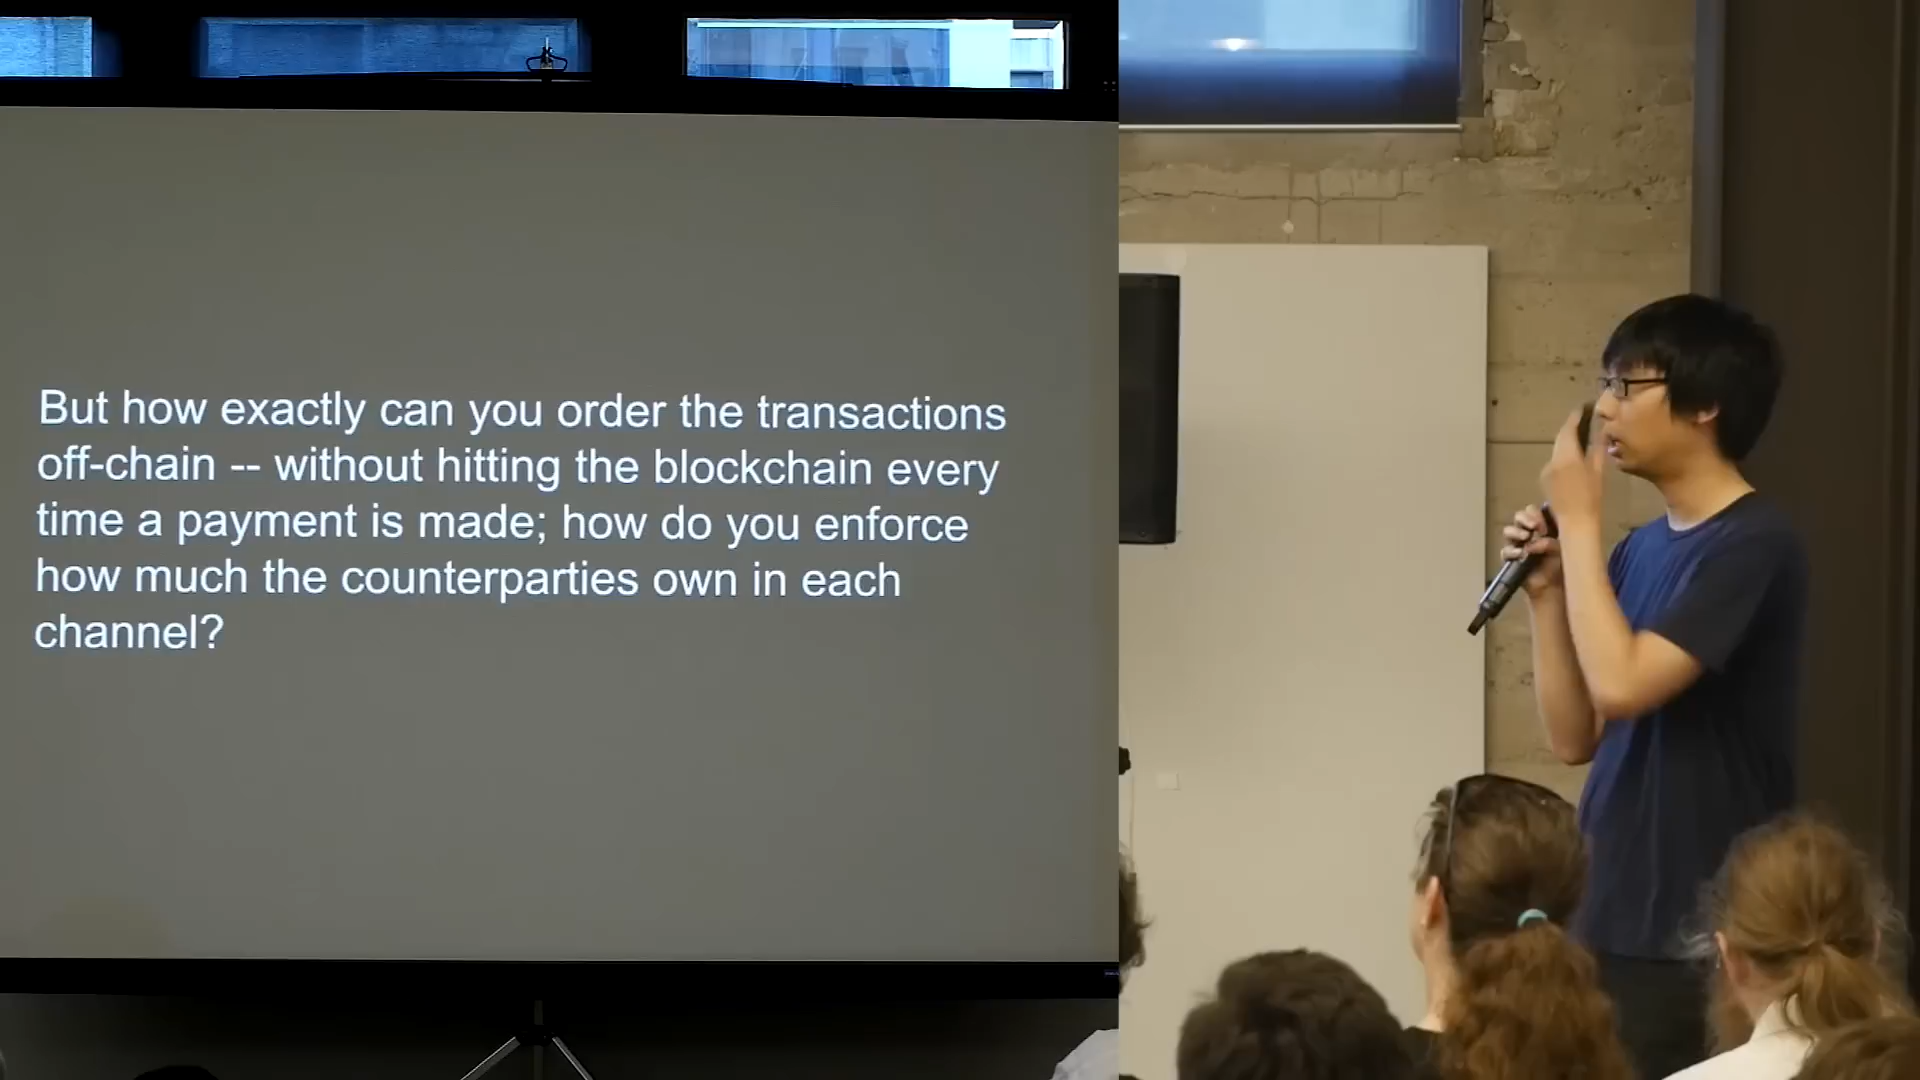 But how exactly can you order the transactions
off-chain -- without hitting the blockchain every
time a payment is made; how do you enforce
how much the counterparties own in each
channel?